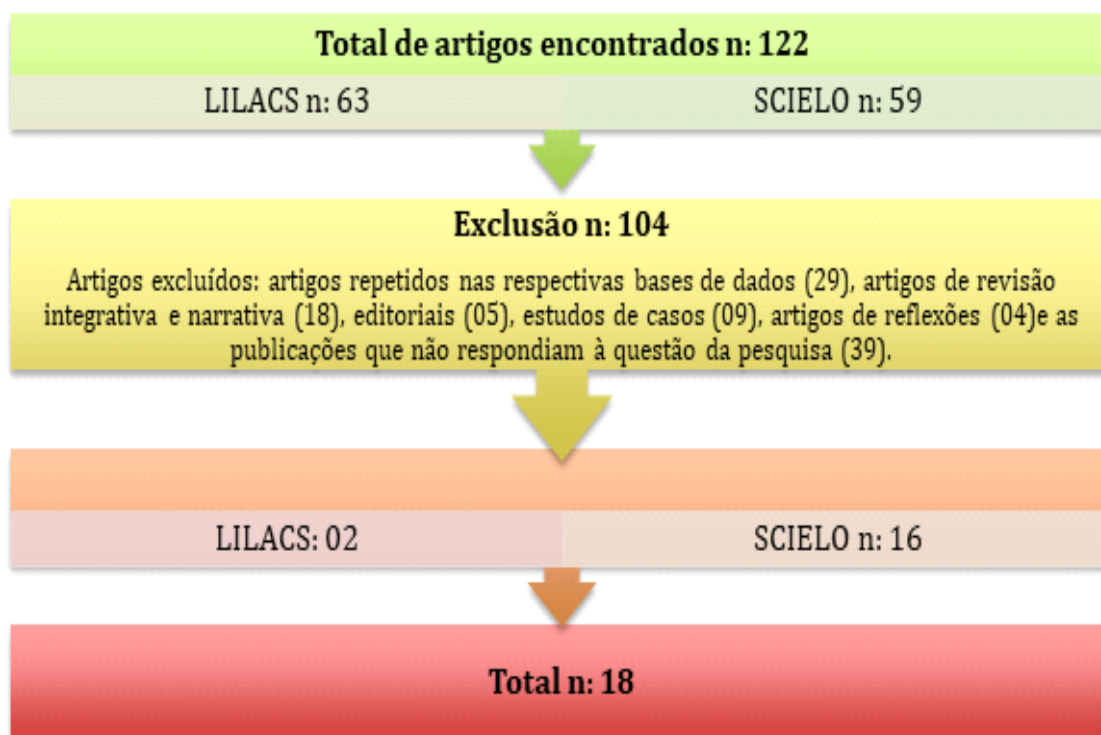 Total de artigos encontrados n: 122
LILACS n: 63
SCIELO n: 59
Exclusão n: 104
Artigos excluídos: artigos repetidos nas respectivas bases de dados (29), artigos de revisão
integrativa e narrativa (18), editoriais (05), estudos de casos (09), artigos de reflexões (04)e as
publicações que não respondiam à questão da pesquisa (39).
LILACS: 02
SCIELO n: 16
Total n: 18